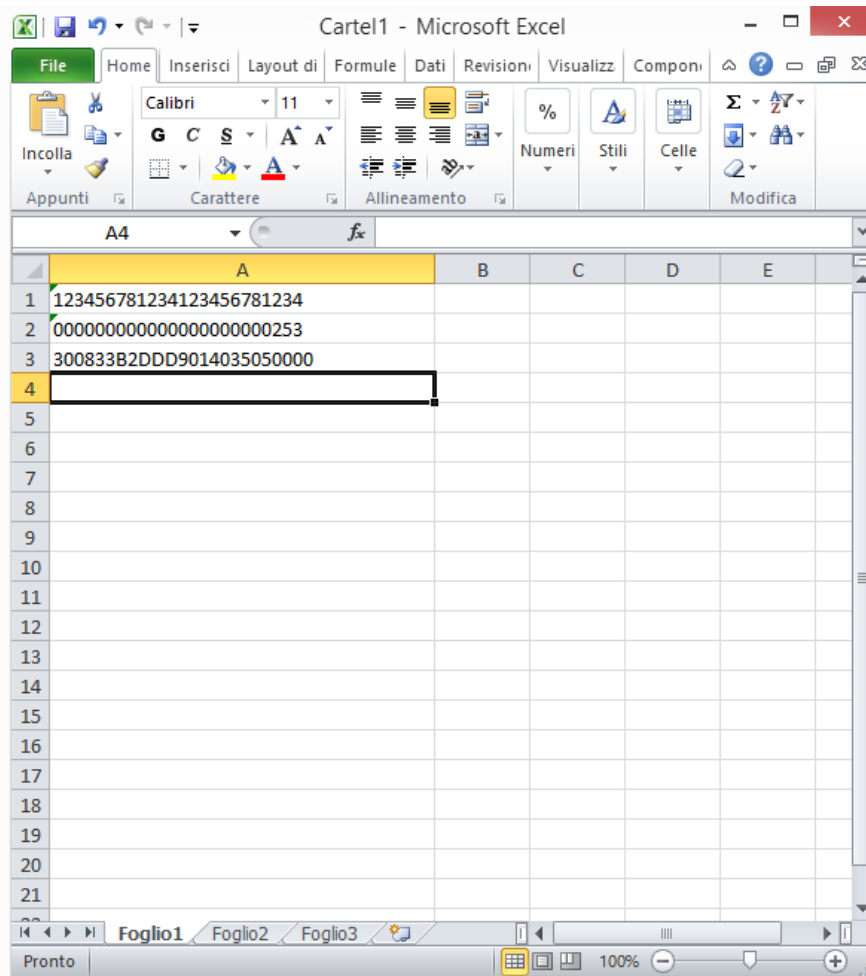 Cartel1 - Microsoft Excel
File Home Inserisci Layout di Formule Dati Revision Visualizz Compon
Incolla
Calibri 11
G C S A A
% Numeri
Stili
Celle
Appunti Carattere Allineamento Modifica
A4 fx
A B C D E
1 123456781234123456781234
2 000000000000000000000253
3 300833B2DDD9014035050000
4
5
6
7
8
9
10
11
12
13
14
15
16
17
18
19
20
21
Foglio1 Foglio2 Foglio3
Pronto 100%